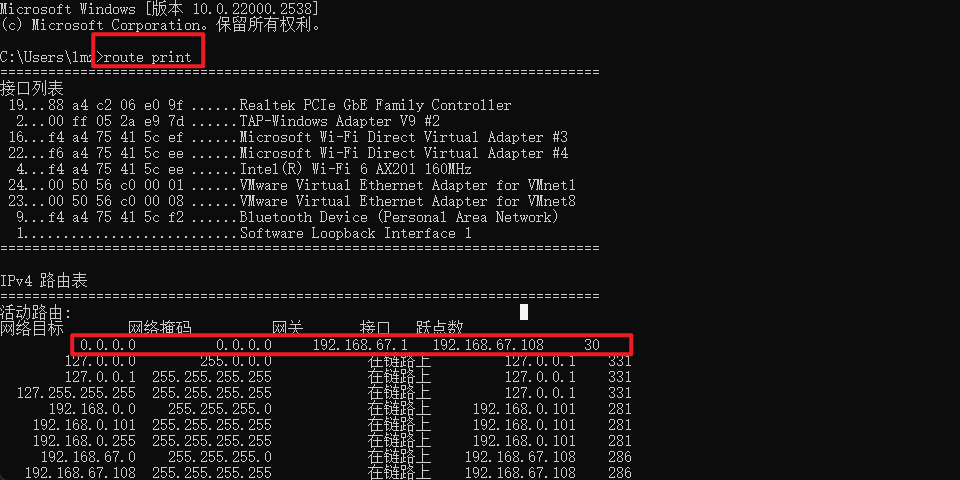 Microsoft Windows [版本 10.0.22000.2538]
(c) Microsoft Corporation。保留所有权利。
C:\Users\lmz>route print
===========================================================================
接口列表
19...88 a4 c2 06 e0 9f ......Realtek PCIe GbE Family Controller
2...00 ff 05 2a e9 7d ......TAP-Windows Adapter V9 #2
16...f4 a4 75 41 5c ef ......Microsoft Wi-Fi Direct Virtual Adapter #3
22...f6 a4 75 41 5c ee ......Microsoft Wi-Fi Direct Virtual Adapter #4
4...f4 a4 75 41 5c ee ......Intel(R) Wi-Fi 6 AX201 160MHz
24...00 50 56 c0 00 01 ......VMware Virtual Ethernet Adapter for VMnet1
23...00 50 56 c0 00 08 ......VMware Virtual Ethernet Adapter for VMnet8
9...f4 a4 75 41 5c f2 ......Bluetooth Device (Personal Area Network)
1...........................Software Loopback Interface 1
===========================================================================
IPv4 路由表
===========================================================================
活动路由:
网络目标 网络掩码 网关 接口 跃点数
0.0.0.0 0.0.0.0 192.168.67.1 192.168.67.108 30
127.0.0.0 255.0.0.0 在链路上 127.0.0.1 331
127.0.0.1 255.255.255.255 在链路上 127.0.0.1 331
127.255.255.255 255.255.255.255 在链路上 127.0.0.1 331
192.168.0.0 255.255.255.0 在链路上 192.168.0.101 281
192.168.0.101 255.255.255.255 在链路上 192.168.0.101 281
192.168.0.255 255.255.255.255 在链路上 192.168.0.101 281
192.168.67.0 255.255.255.0 在链路上 192.168.67.108 286
192.168.67.108 255.255.255.255 在链路上 192.168.67.108 286